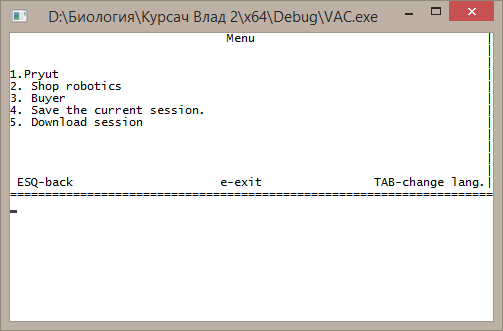 D:\Биология\Курсач Влад 2\x64\Debug\VAC.exe
Menu
1.Pryut
2. Shop robotics
3. Buyer
4. Save the current session.
5. Download session
ESQ-back e-exit TAB-change lang.